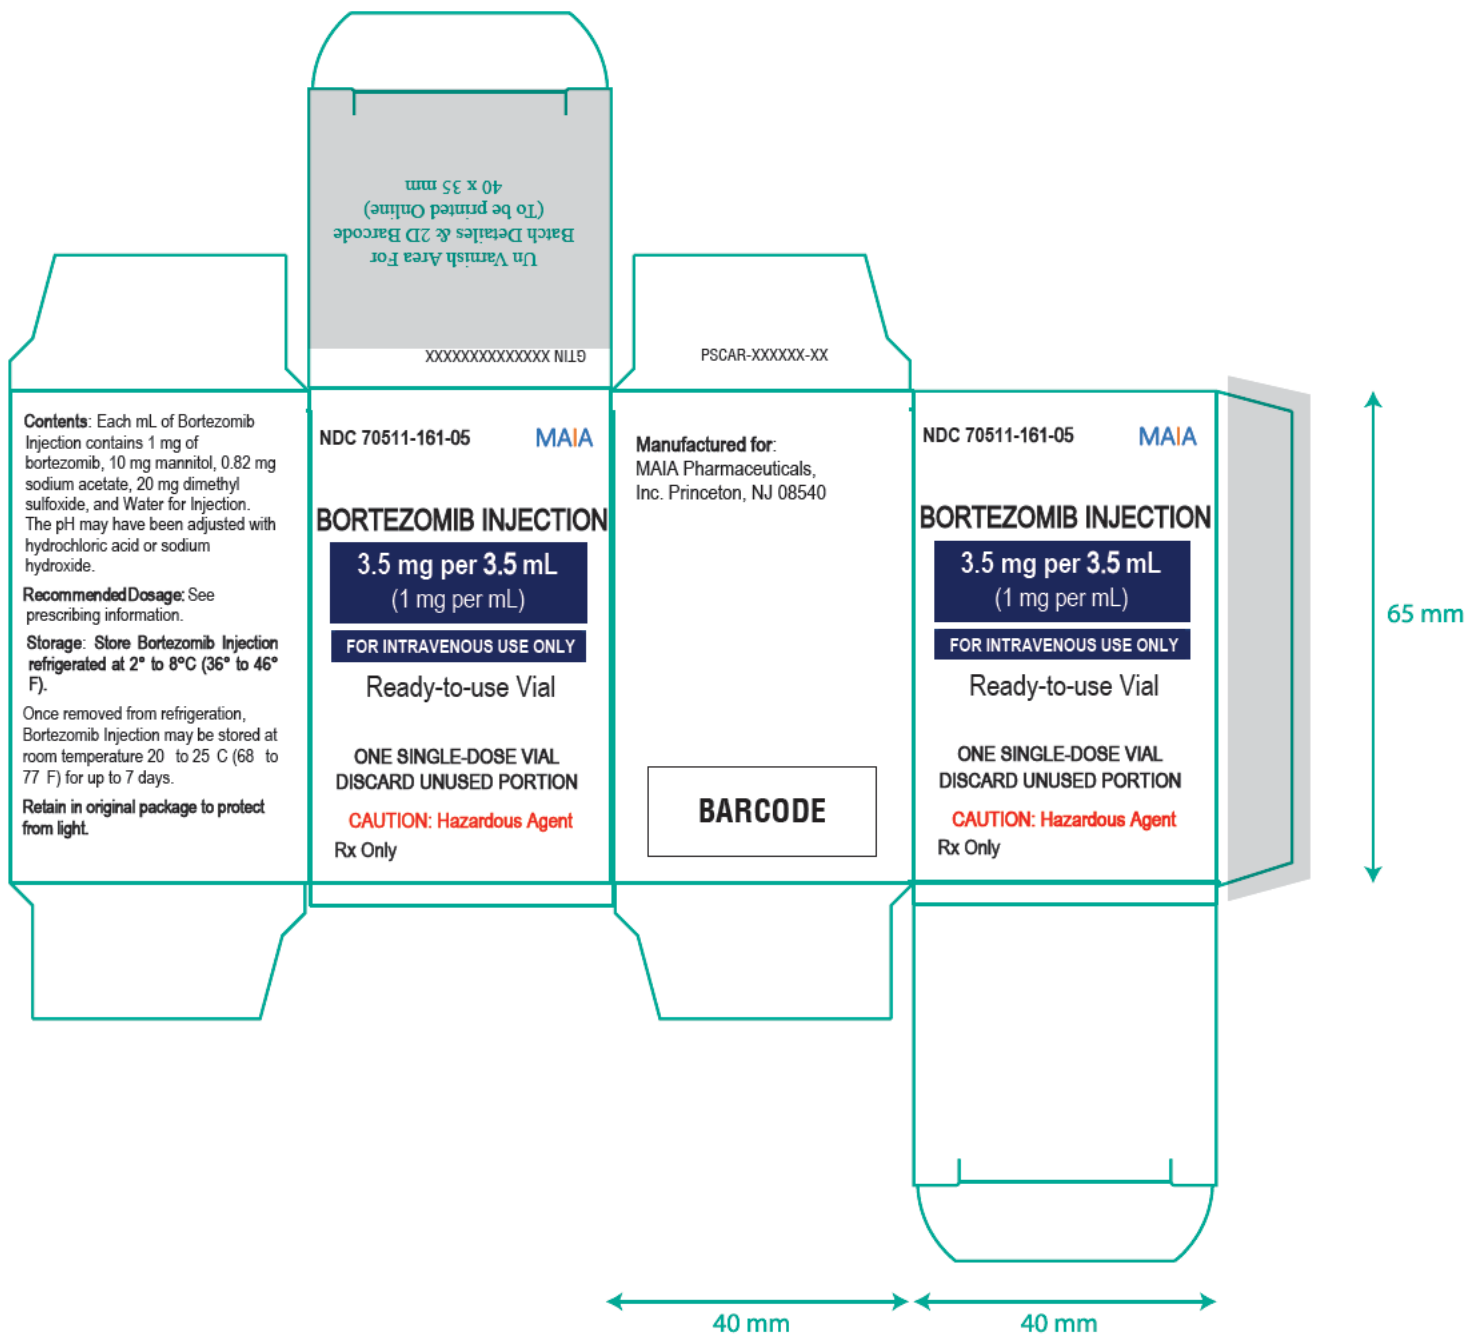 Un Varnish Area For
Batch Detailes & 2D Barcode
(To be printed Online)
40 x 35 mm
GTIN XXXXXXXXXXXXXX
PSCAR-XXXXXX-XX
Contents: Each mL of Bortezomib
Injection contains 1 mg of
bortezomib, 10 mg mannitol, 0.82 mg
sodium acetate, 20 mg dimethyl
sulfoxide, and Water for Injection.
The pH may have been adjusted with
hydrochloric acid or sodium
hydroxide.
Recommended Dosage: See
prescribing information.
Storage: Store Bortezomib Injection
refrigerated at 2° to 8°C (36° to 46°
F).
Once removed from refrigeration,
Bortezomib Injection may be stored at
room temperature 20 to 25 C (68 to
77 F) for up to 7 days.
Retain in original package to protect
from light.
NDC 70511-161-05
MAIA
BORTEZOMIB INJECTION
3.5 mg per 3.5 mL
(1 mg per mL)
FOR INTRAVENOUS USE ONLY
Ready-to-use Vial
ONE SINGLE-DOSE VIAL
DISCARD UNUSED PORTION
CAUTION: Hazardous Agent
Rx Only
Manufactured for:
MAIA Pharmaceuticals,
Inc. Princeton, NJ 08540
BARCODE
NDC 70511-161-05
MAIA
BORTEZOMIB INJECTION
3.5 mg per 3.5 mL
(1 mg per mL)
FOR INTRAVENOUS USE ONLY
Ready-to-use Vial
ONE SINGLE-DOSE VIAL
DISCARD UNUSED PORTION
CAUTION: Hazardous Agent
Rx Only
65 mm
40 mm
40 mm